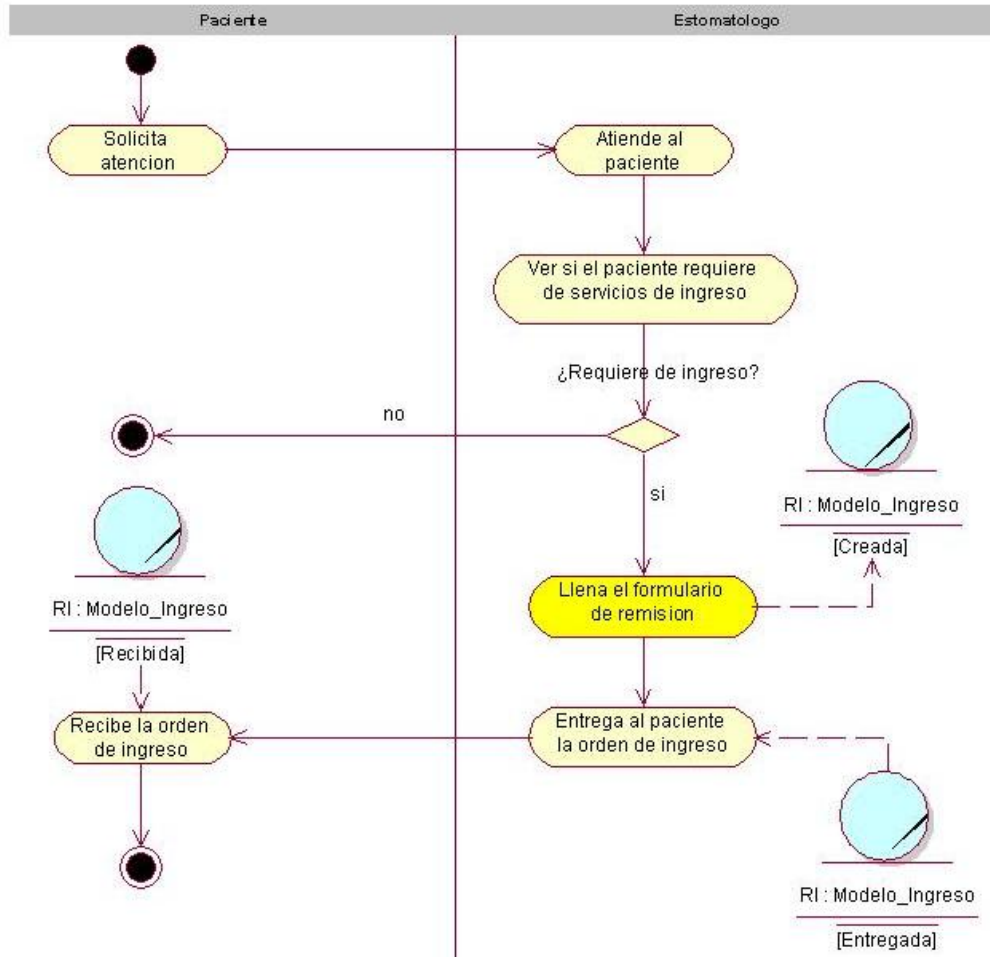 Paciente
Estomatologo
Solicita
atencion
Atiende al
paciente
Ver si el paciente requiere
de servicios de ingreso
¿Requiere de ingreso?
no
si
RI : Modelo_Ingreso
[Creada]
Llena el formulario
de remision
RI : Modelo_Ingreso
[Recibida]
Entrega al paciente
la orden de ingreso
Recibe la orden
de ingreso
RI : Modelo_Ingreso
[Entregada]